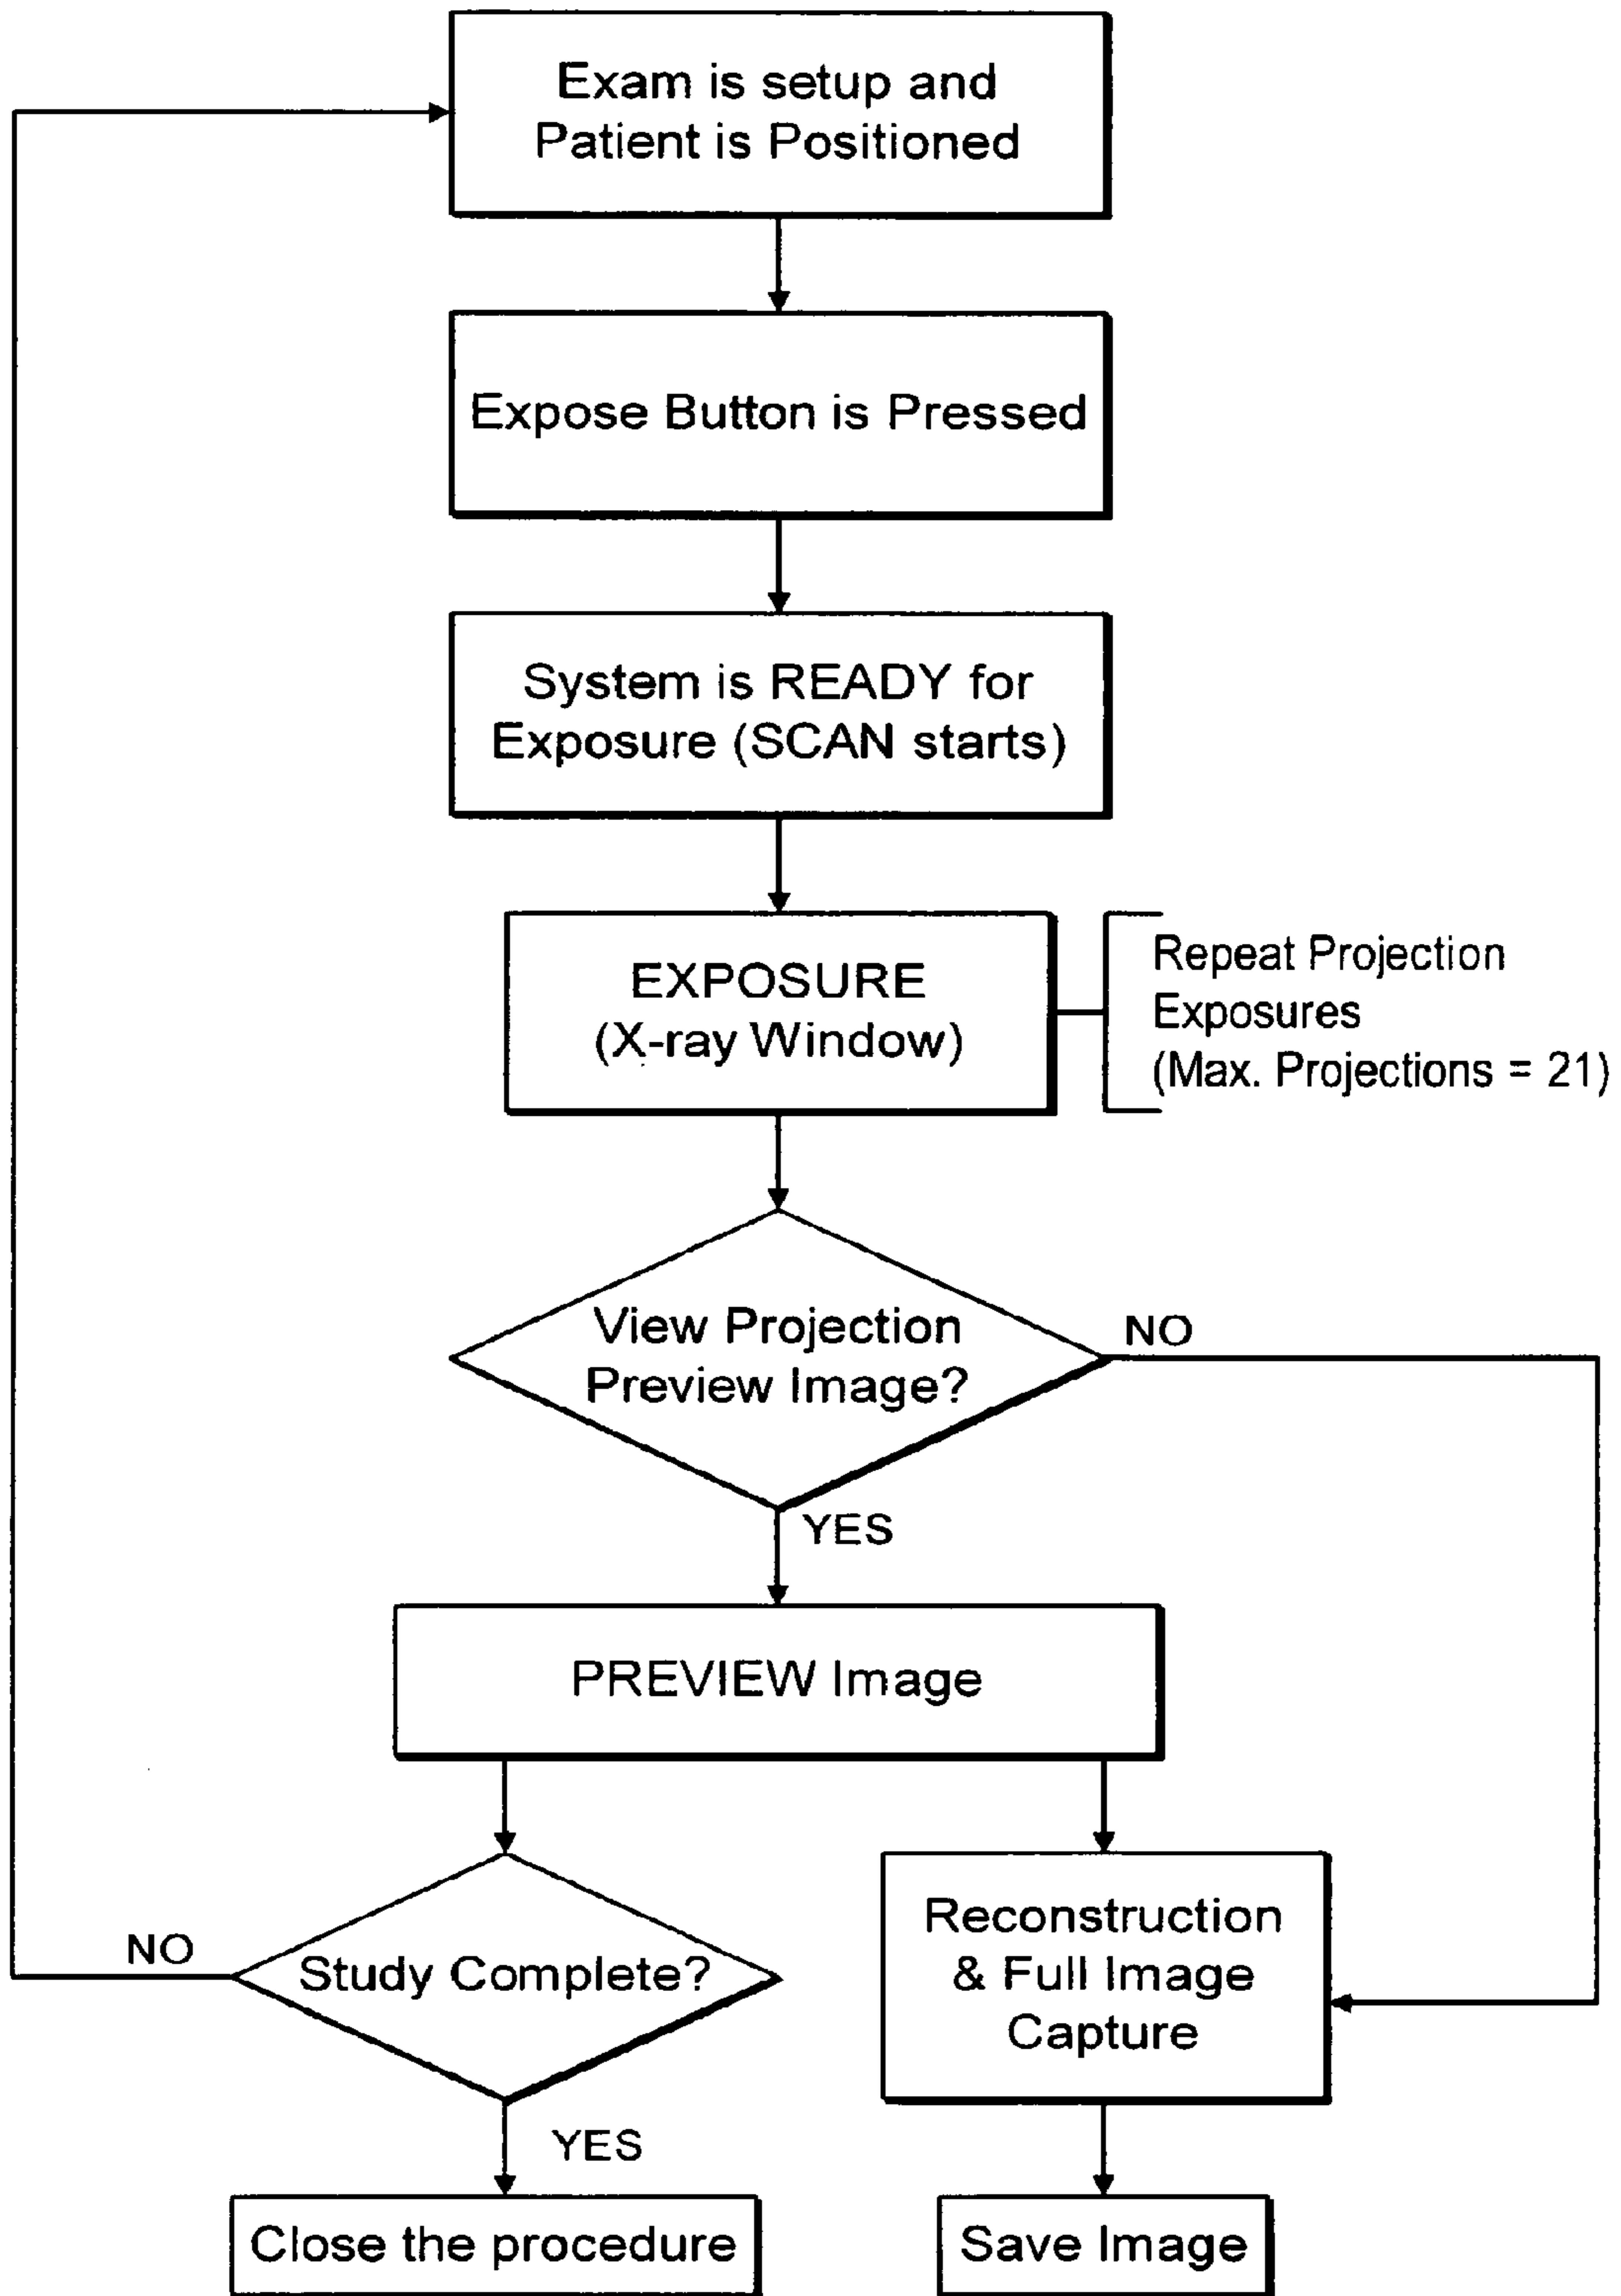 Exam is setup and
Patient is Positioned
Expose Button is Pressed
System is READY for
Exposure (SCAN starts)
EXPOSURE
(X-ray Window)
Repeat Projection
Exposures
(Max. Projections = 21)
View Projection
Preview Image?
NO
YES
PREVIEW Image
NO
Study Complete?
Reconstruction
& Full Image
Capture
YES
Close the procedure
Save Image